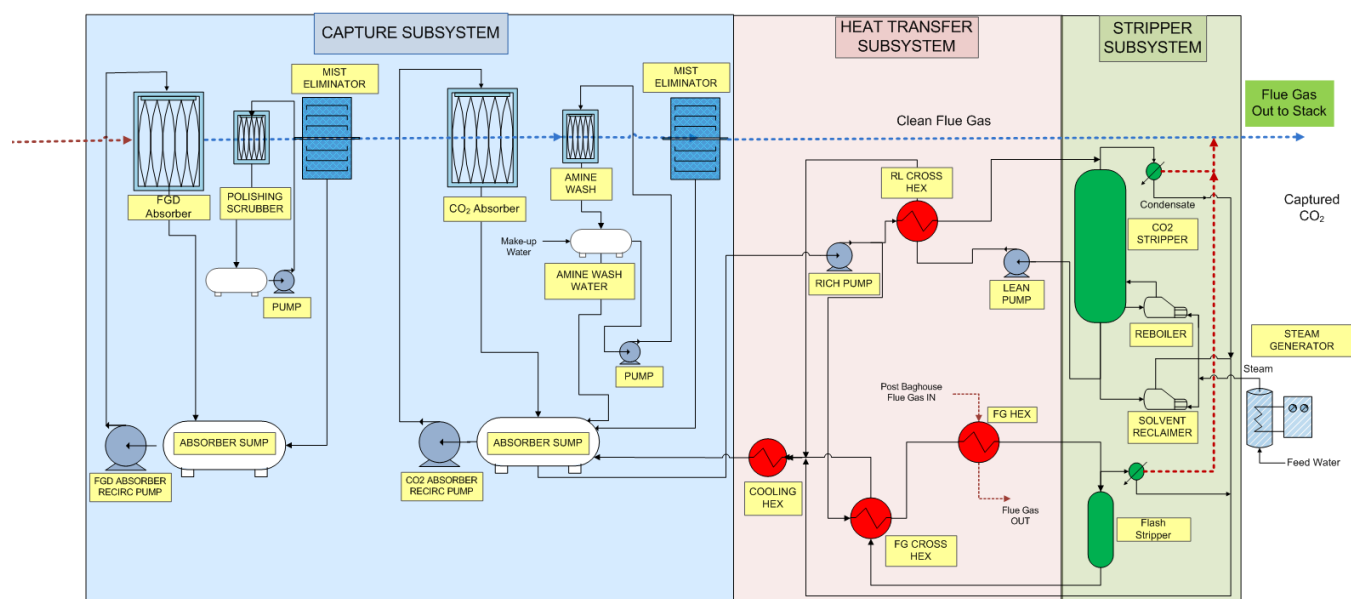 CAPTURE SUBSYSTEM
HEAT TRANSFER
SUBSYSTEM
STRIPPER
SUBSYSTEM
MIST
ELIMINATOR
MIST
ELIMINATOR
Flue Gas
Out to Stack
Clean Flue Gas
FGD
Absorber
POLISHING
SCRUBBER
CO2 Absorber
AMINE
WASH
RL CROSS
HEX
Condensate
CO2
STRIPPER
Captured
CO2
Make-up
Water
AMINE WASH
WATER
RICH PUMP
LEAN
PUMP
PUMP
REBOILER
STEAM
GENERATOR
PUMP
Steam
Post Baghouse
Flue Gas IN
FG HEX
SOLVENT
RECLAIMER
ABSORBER SUMP
ABSORBER SUMP
Feed Water
FGD ABSORBER
RECIRC PUMP
CO2 ABSORBER
RECIRC PUMP
COOLING
HEX
Flue Gas
OUT
FG CROSS
HEX
Flash
Stripper